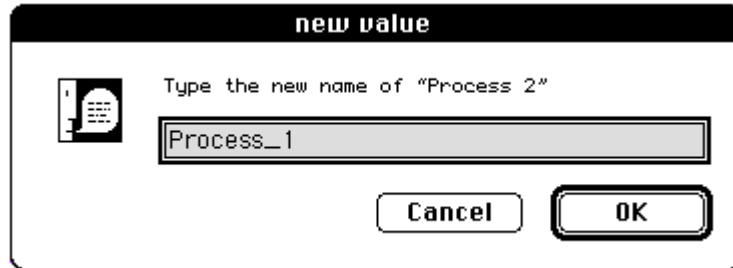 new value
Type the new name of “Process 2”
Process_1
Cancel OK